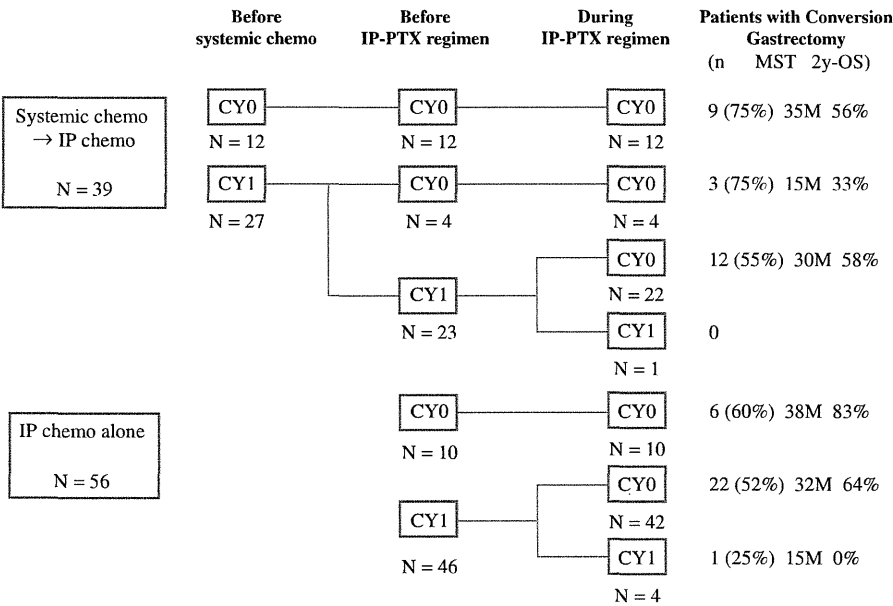 Before
systemic chemo
Before
IP-PTX regimen
During
IP-PTX regimen
Patients with Conversion
Gastrectomy
(n MST 2y-OS)
Systemic chemo
→ IP chemo
N = 39
CY0
N = 12
CY0
N = 12
CY0
N = 12
9 (75%) 35M 56%
CY1
N = 27
CY0
N = 4
CY0
N = 4
3 (75%) 15M 33%
CY1
N = 23
CY0
N = 22
12 (55%) 30M 58%
CY1
N = 1
0
IP chemo alone
N = 56
CY0
N = 10
CY0
N = 10
6 (60%) 38M 83%
CY1
N = 46
CY0
N = 42
22 (52%) 32M 64%
CY1
N = 4
1 (25%) 15M 0%